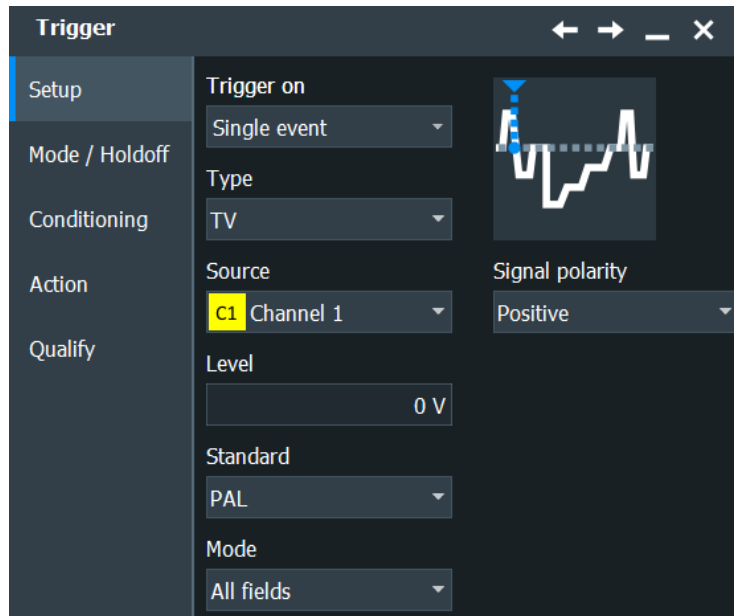 Trigger
Setup
Mode / Holdoff
Conditioning
Action
Qualify
Trigger on
Single event
Type
TV
Source
C1 Channel 1
Level
0 V
Standard
PAL
Mode
All fields
Signal polarity
Positive